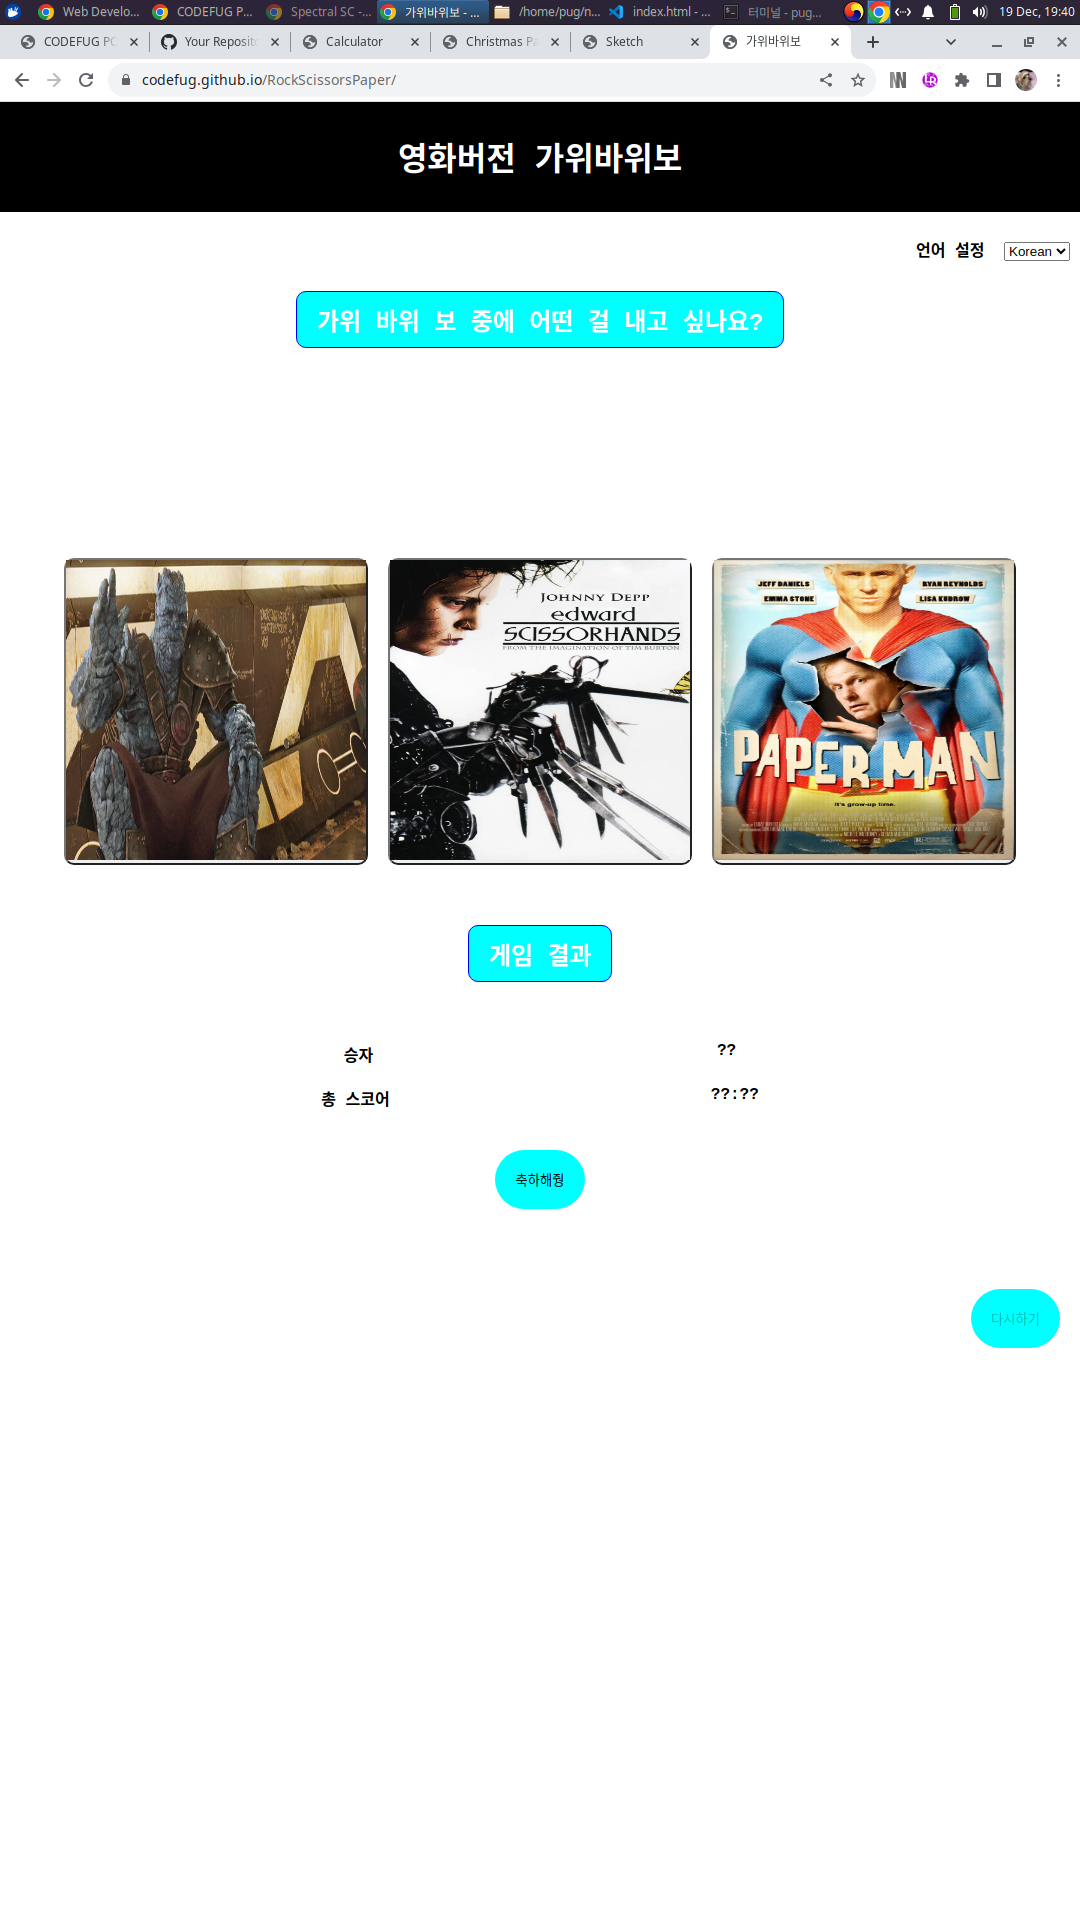 Web Develo...
CODEFUG P...
Spectral SC -...
가위바위보 - ...
/home/pug/n...
index.html - ...
터미널 - pug...
19 Dec, 19:40
CODEFUG PO
Your Reposito
Calculator
Christmas Pa
Sketch
가위바위보
codefug.github.io/RockScissorsPaper/
영화버전 가위바위보
언어 설정 Korean
가위 바위 보 중에 어떤 걸 내고 싶나요?
JOHNNY DEPP
edward
SCISSORHANDS
FROM THE IMAGINATION OF TIM BURTON
JEFF DANIELS RYAN REYNOLDS
EMMA STONE LISA KUDROW
PAPER MAN
it's grow-up time.
게임 결과
승자 ??
총 스코어 ??:??
축하해줭
다시하기